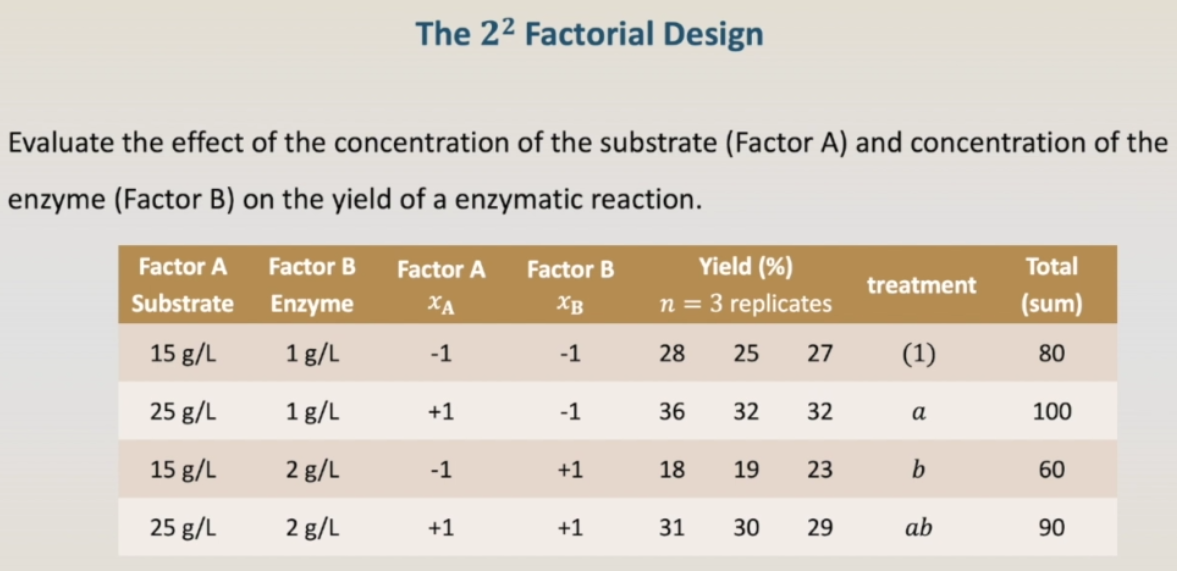 The 2² Factorial Design
Evaluate the effect of the concentration of the substrate (Factor A) and concentration of the
enzyme (Factor B) on the yield of a enzymatic reaction.
Factor A Substrate Factor B Enzyme Factor A x_A Factor B x_B Yield (%) n = 3 replicates treatment Total (sum)
15 g/L 1 g/L -1 -1 28 25 27 (1) 80
25 g/L 1 g/L +1 -1 36 32 32 a 100
15 g/L 2 g/L -1 +1 18 19 23 b 60
25 g/L 2 g/L +1 +1 31 30 29 ab 90